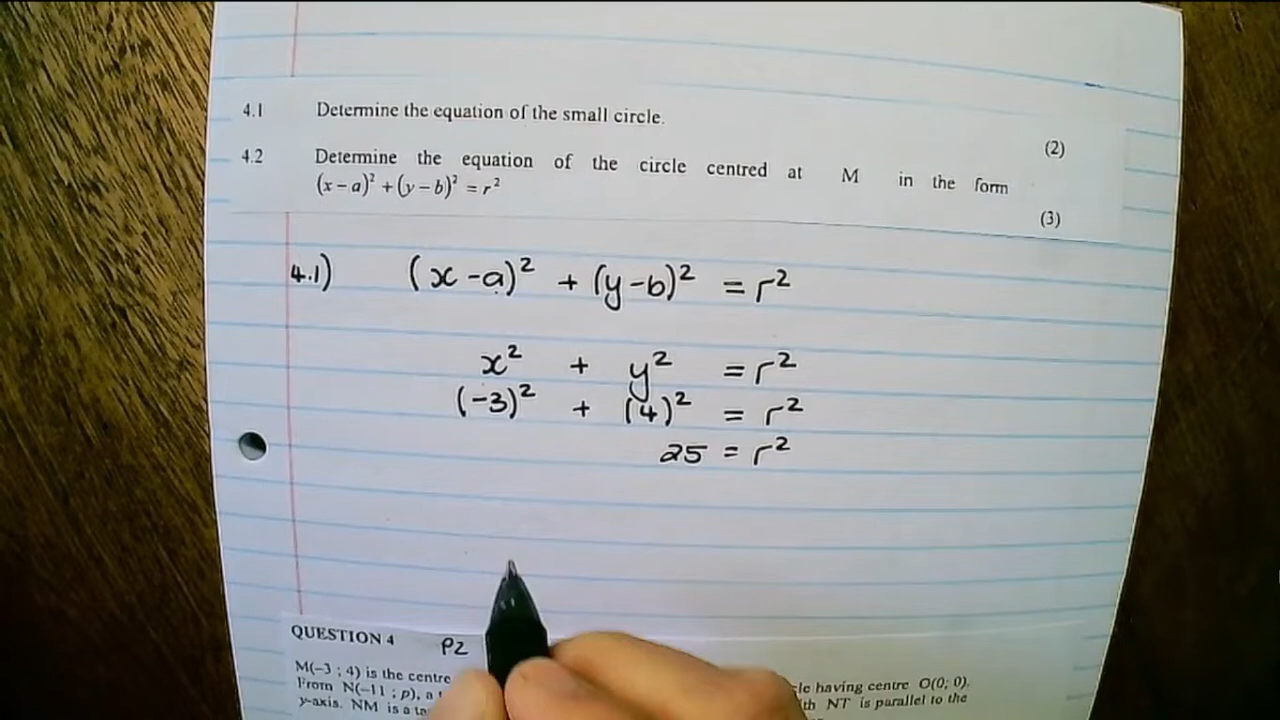 4.1 Determine the equation of the small circle.
(2)
4.2 Determine the equation of the circle centred at M in the form
(x – a)² + (y – b)² = r²
(3)
4.1) (x - a)² + (y - b)² = r²
x² + y² = r²
(-3)² + (4)² = r²
25 = r²
QUESTION 4 P2
M(–3 ; 4) is the centre having centre O(0; 0).
From N(–11 ; p), a NT is parallel to the
y-axis. NM is a